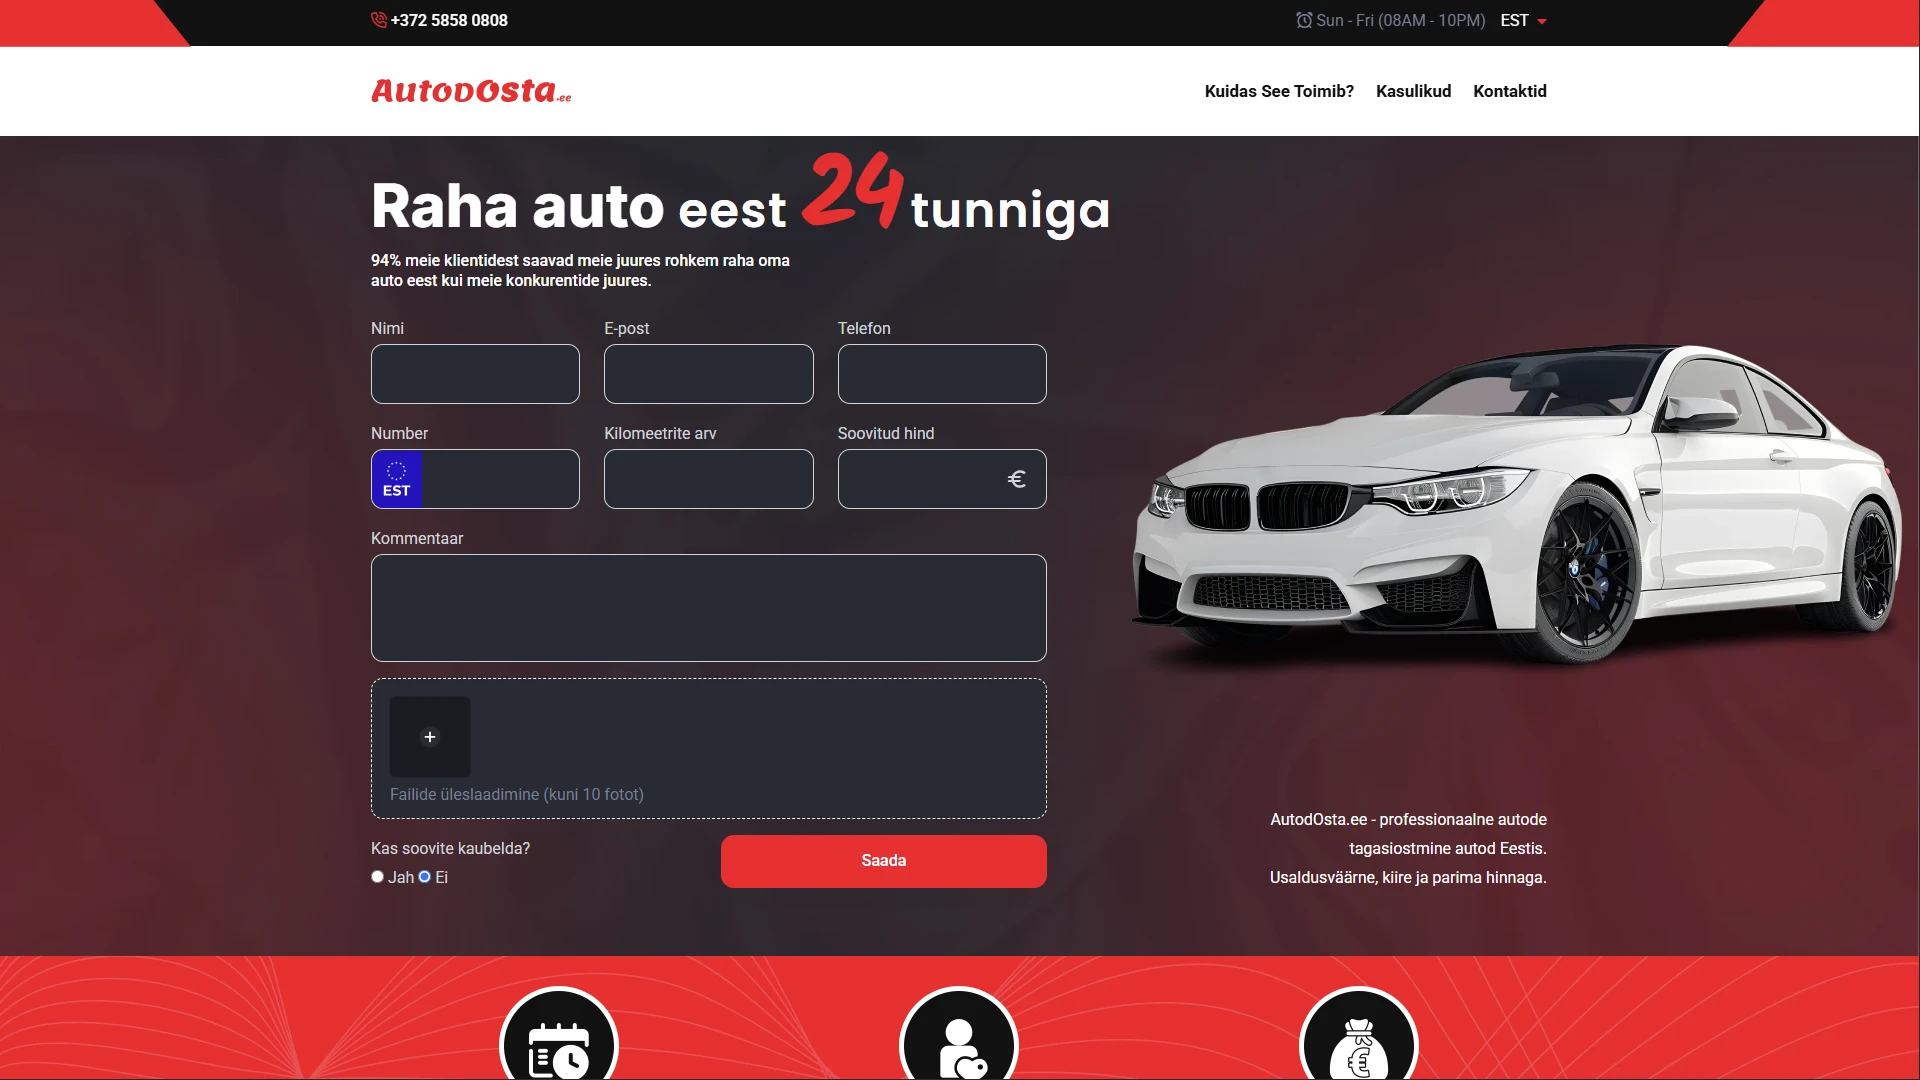 +372 5858 0808
Sun - Fri (08AM - 10PM) EST
AutodOsta.ee
Kuidas See Toimib? Kasulikud Kontaktid
Raha auto eest 24 tunniga
94% meie klientidest saavad meie juures rohkem raha oma
auto eest kui meie konkurentide juures.
Nimi E-post Telefon
Number Kilomeetrite arv Soovitud hind
EST €
Kommentaar
+
Failide üleslaadimine (kuni 10 fotot)
Kas soovite kaubelda?
Jah Ei
Saada
AutodOsta.ee - professionaalne autode
tagasiostmine autod Eestis.
Usaldusväärne, kiire ja parima hinnaga.
€